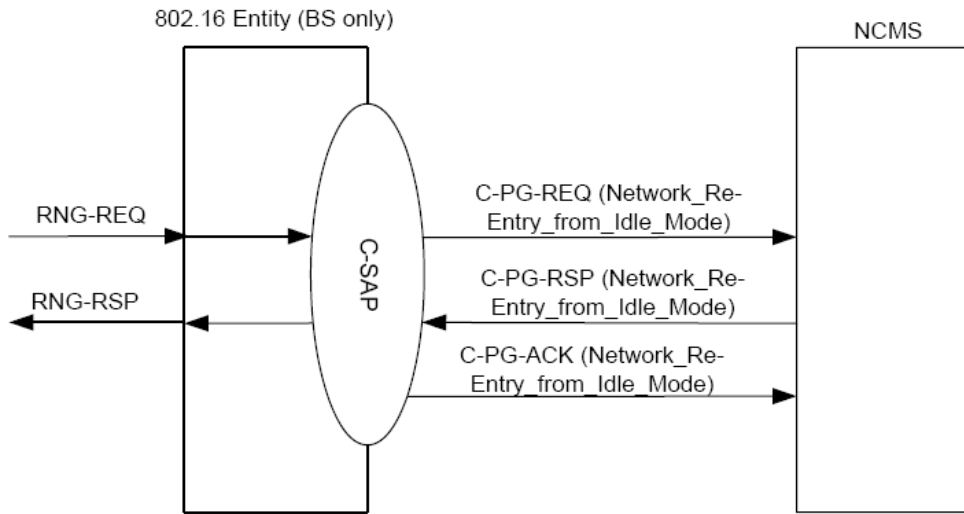 802.16 Entity (BS only)
NCMS
C-PG-REQ (Network_Re-
Entry_from_Idle_Mode)
RNG-REQ
C-SAP
C-PG-RSP (Network_Re-
Entry_from_Idle_Mode)
RNG-RSP
C-PG-ACK (Network_Re-
Entry_from_Idle_Mode)